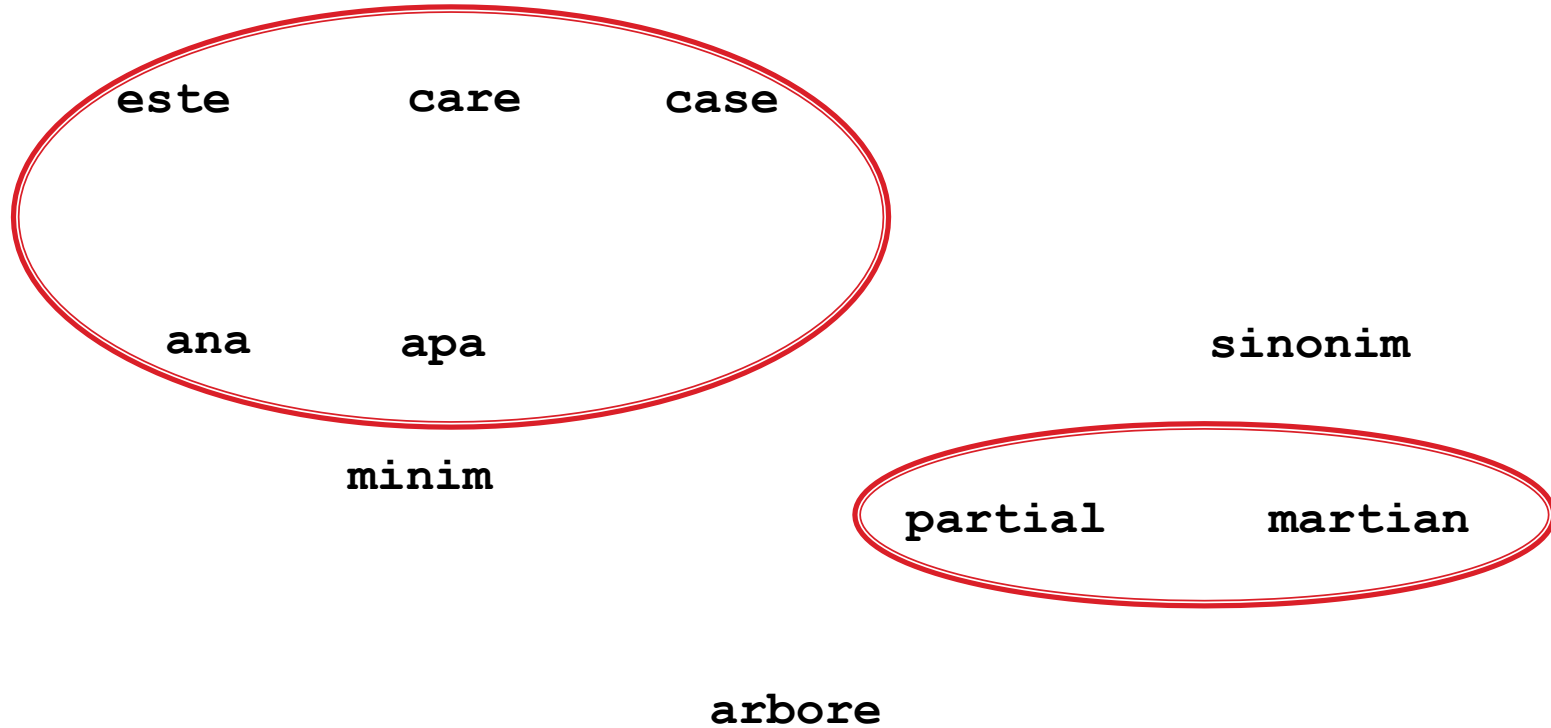 este care case
ana apa sinonim
minim
partial martian
arbore